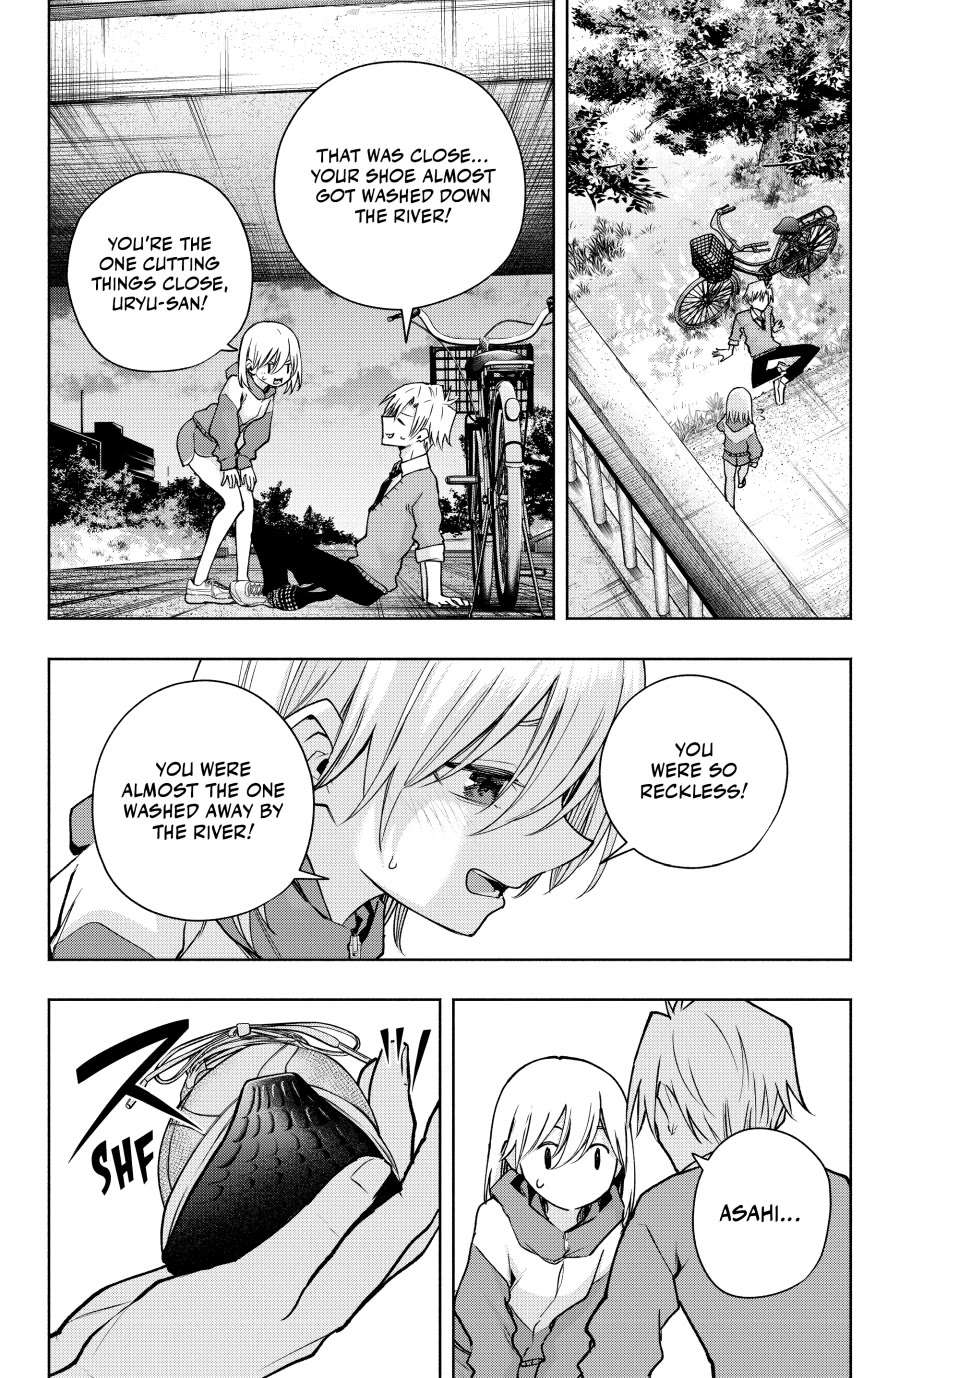 THAT WAS CLOSE...
YOUR SHOE ALMOST
GOT WASHED DOWN
THE RIVER!
YOU'RE THE
ONE CUTTING
THINGS CLOSE,
URYU-SAN!
YOU
WERE SO
RECKLESS!
YOU WERE
ALMOST THE ONE
WASHED AWAY BY
THE RIVER!
ASAHI...
ス
SHF